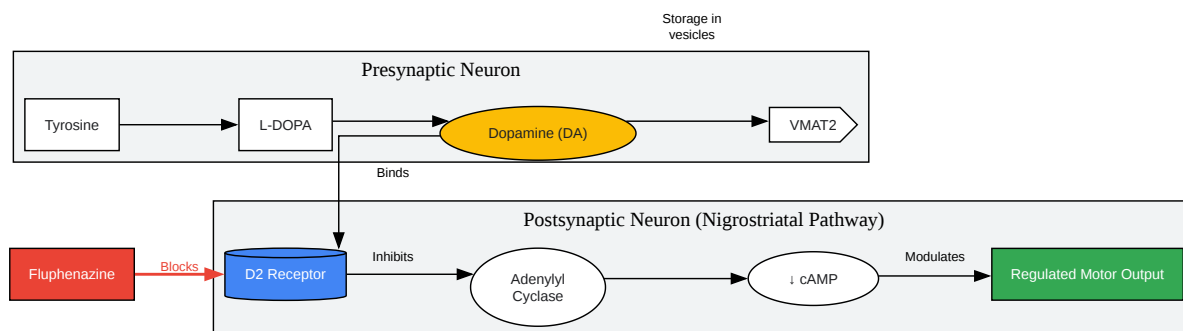 Storage in
vesicles
Presynaptic Neuron
Tyrosine
L-DOPA
Dopamine (DA)
VMAT2
Binds
Postsynaptic Neuron (Nigrostriatal Pathway)
Fluphenazine
Blocks
D2 Receptor
Inhibits
Adenylyl
Cyclase
↓ cAMP
Modulates
Regulated Motor Output